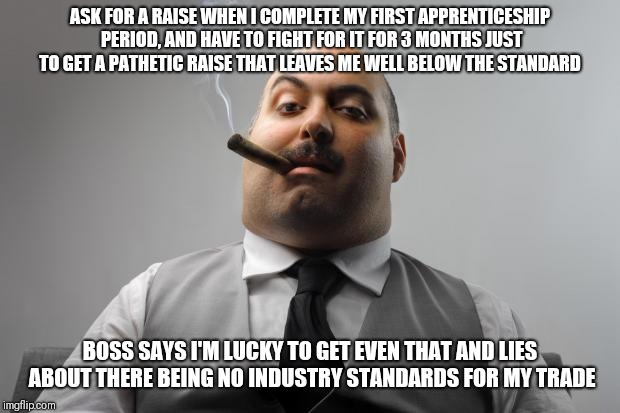 ASK FOR A RAISE WHEN I COMPLETE MY FIRST APPRENTICESHIP
PERIOD, AND HAVE TO FIGHT FOR IT FOR 3 MONTHS JUST
TO GET A PATHETIC RAISE THAT LEAVES ME WELL BELOW THE STANDARD
BOSS SAYS I'M LUCKY TO GET EVEN THAT AND LIES
ABOUT THERE BEING NO INDUSTRY STANDARDS FOR MY TRADE
imgflip.com